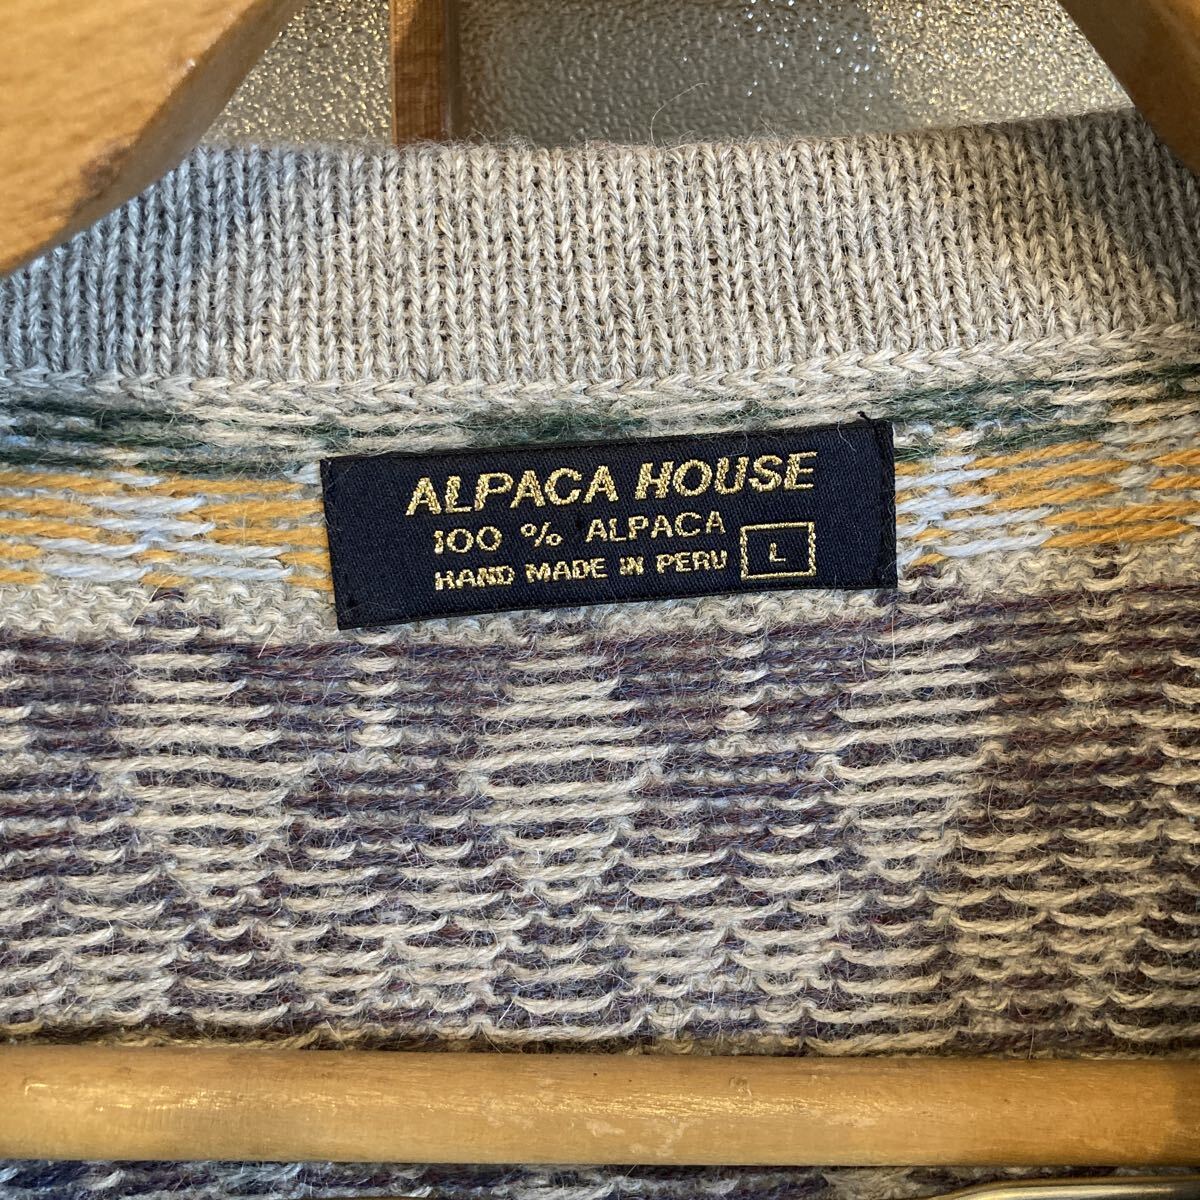 ALPACA HOUSE
100 % ALPACA
HAND MADE IN PERU
L